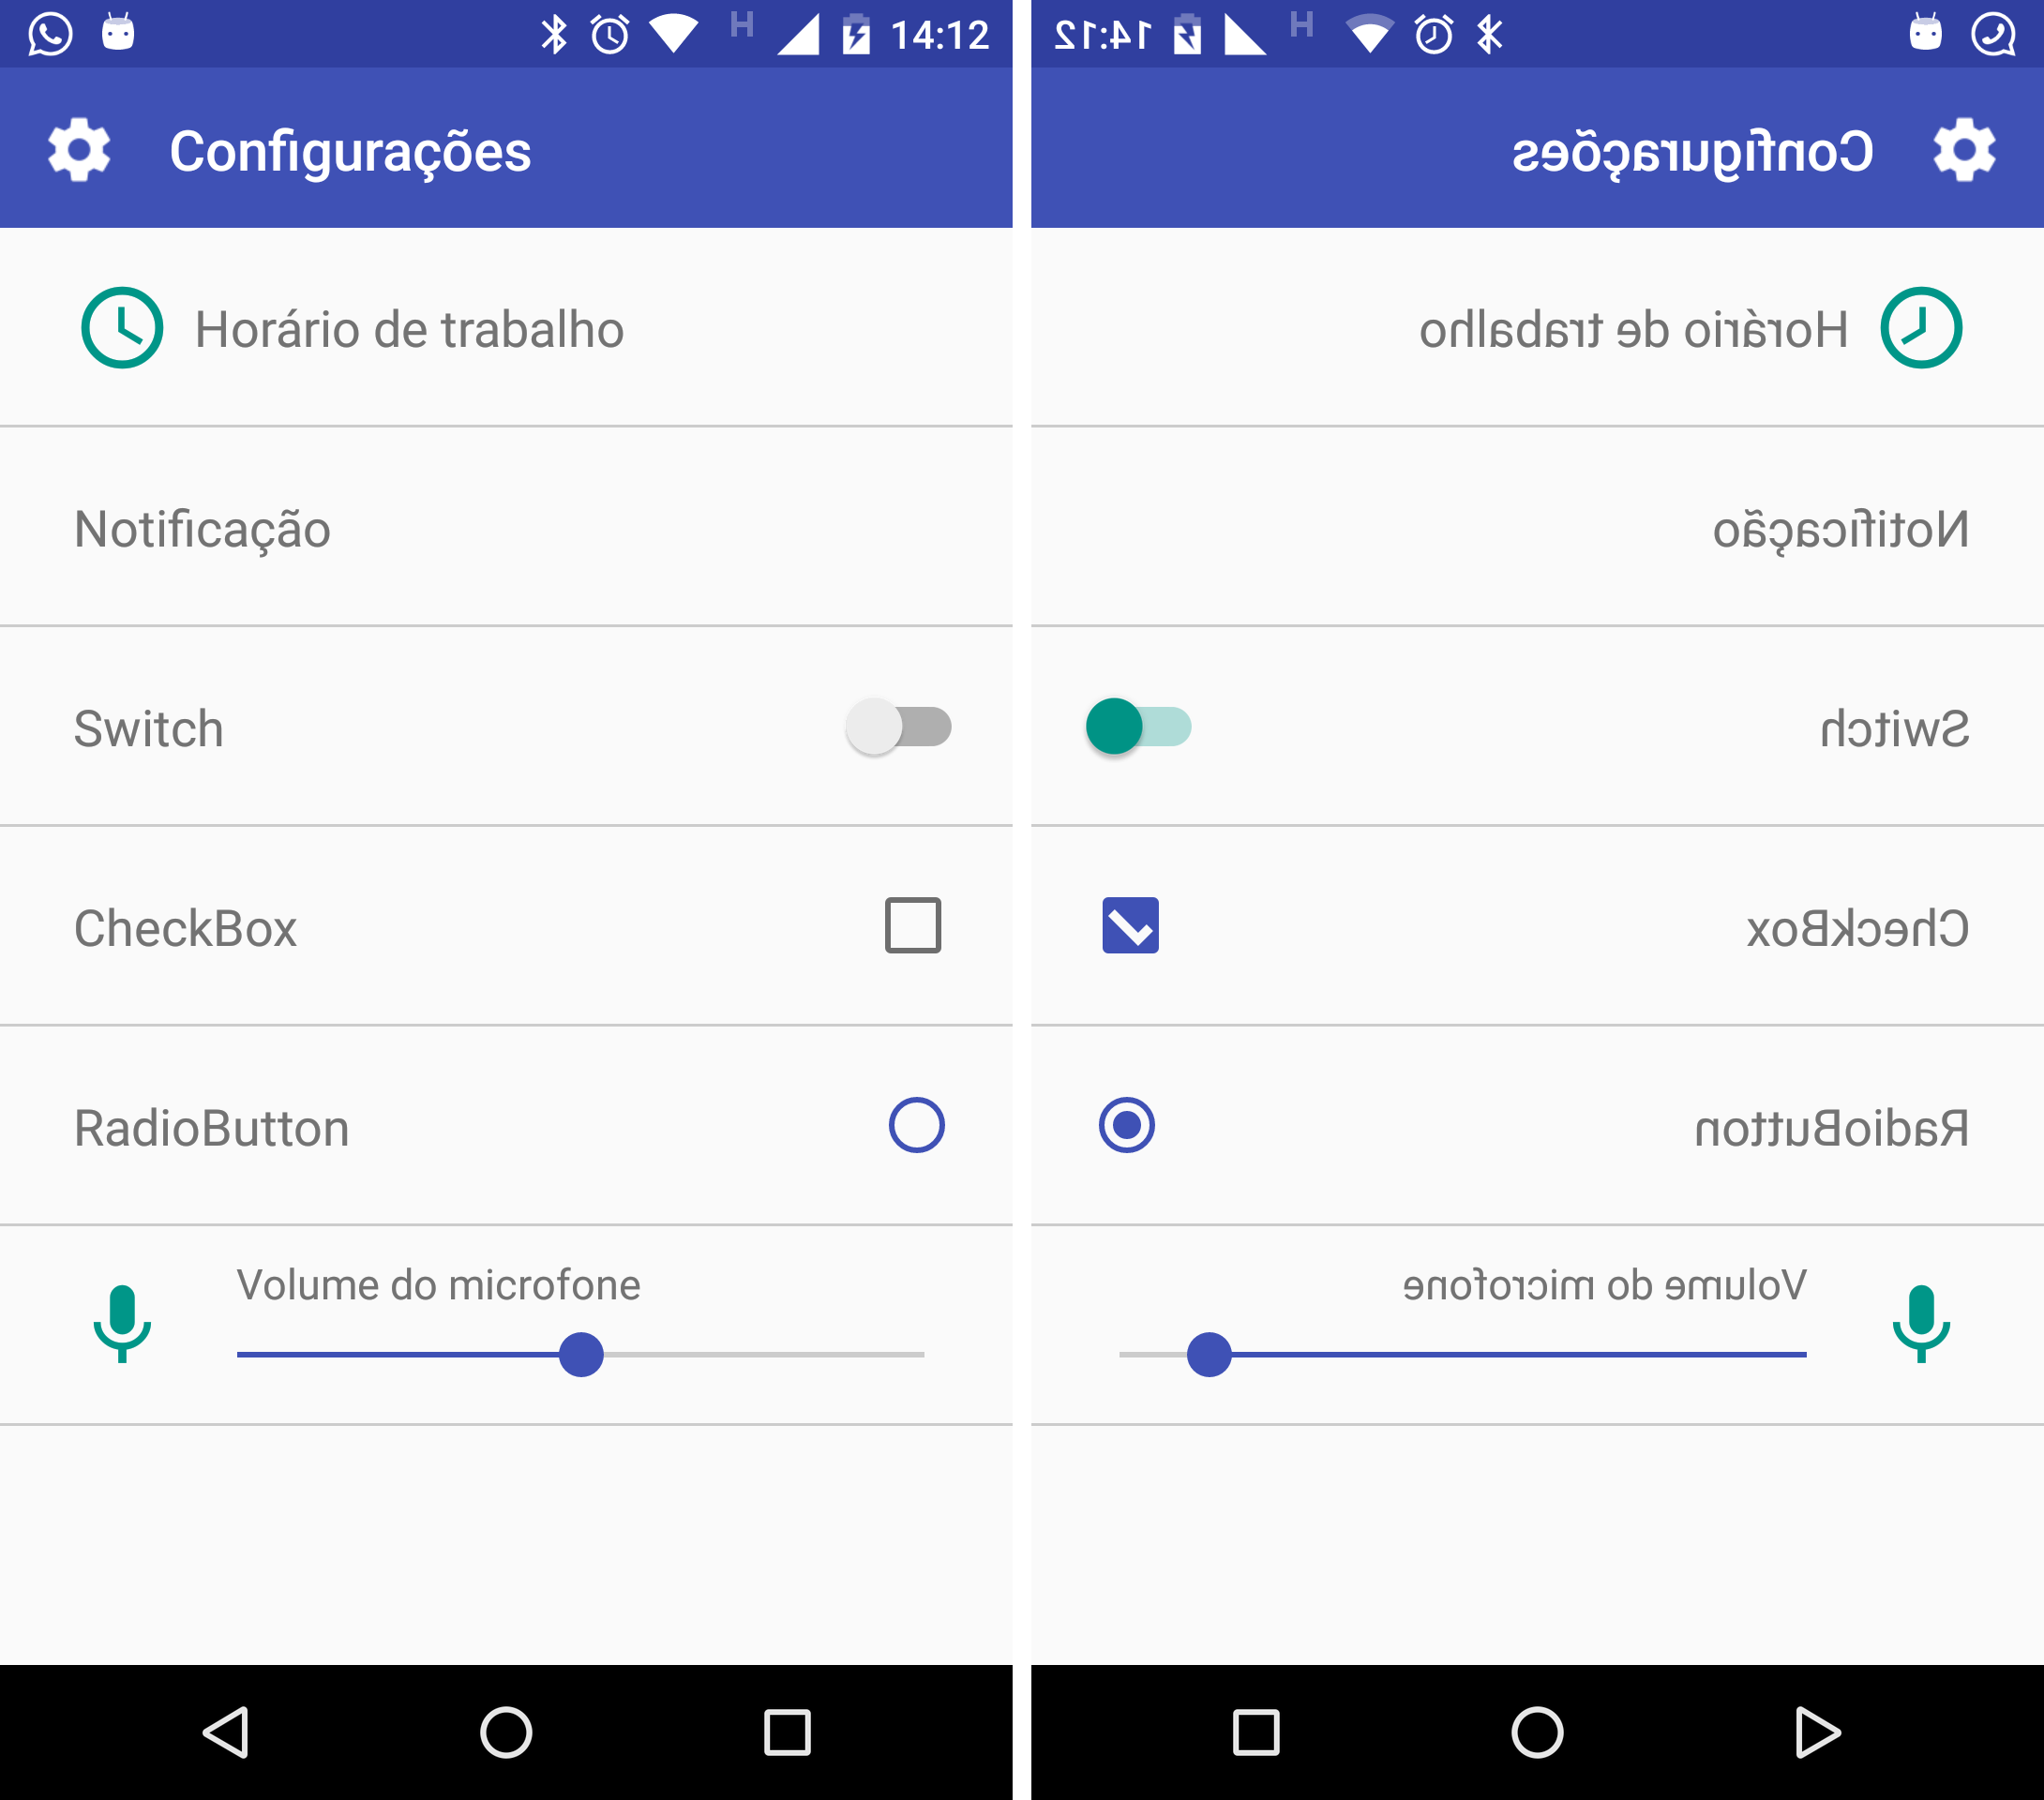 H 14:12
Configurações
Horário de trabalho
Notificação
Switch
CheckBox
RadioButton
Volume do microfone
14:12 H
Configurações
Horário de trabalho
Notificação
Switch
CheckBox
RadioButton
Volume do microfone